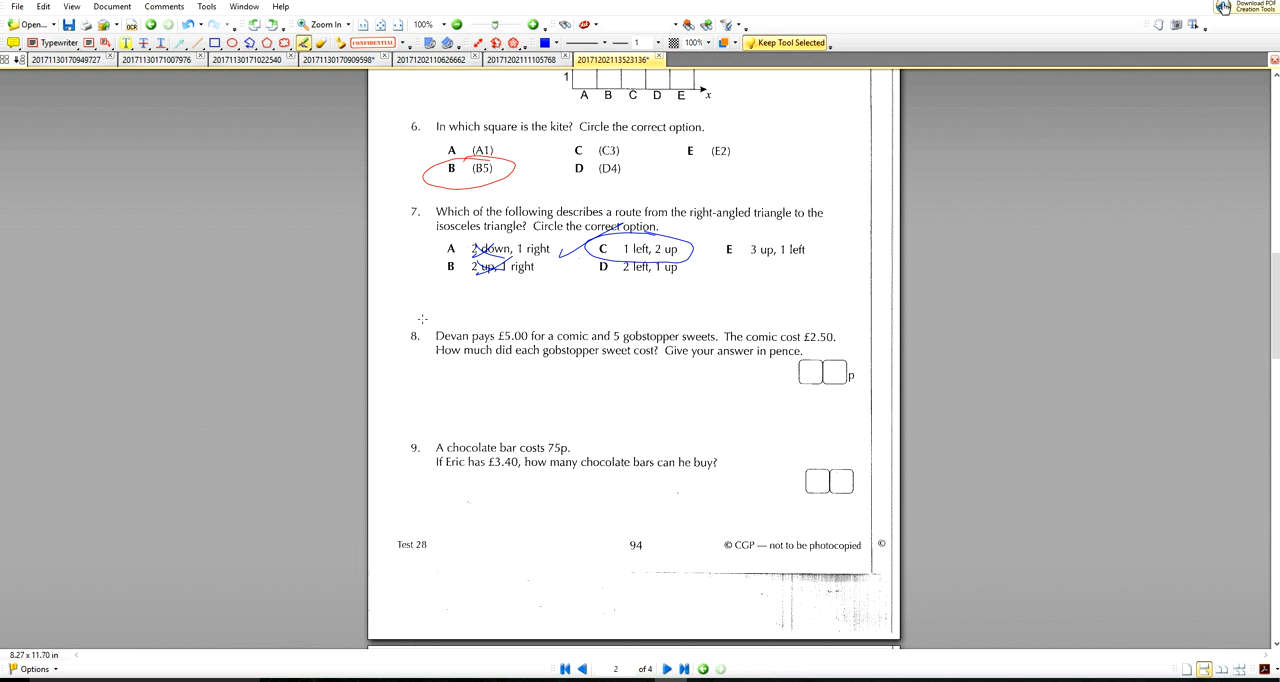 File Edit View Document Comments Tools Window Help
Download PDF
Creation Tools
Open... OCR Zoom In 100%
Typewriter CONFIDENTIAL 1 100% Keep Tool Selected
20171130170949727 20171130171007976 20171130171022540 20171130170909598* 20171202110626662 20171202111105768 20171202113523136*
1
A B C D E x
6. In which square is the kite? Circle the correct option.
A (A1) C (C3) E (E2)
B (B5) D (D4)
7. Which of the following describes a route from the right-angled triangle to the
isosceles triangle? Circle the correct option.
A 2 down, 1 right C 1 left, 2 up E 3 up, 1 left
B 2 up, 1 right D 2 left, 1 up
8. Devan pays £5.00 for a comic and 5 gobstopper sweets. The comic cost £2.50.
How much did each gobstopper sweet cost? Give your answer in pence.
p
9. A chocolate bar costs 75p.
If Eric has £3.40, how many chocolate bars can he buy?
Test 28 94 © CGP — not to be photocopied ©
8.27 x 11.70 in
Options 2 of 4